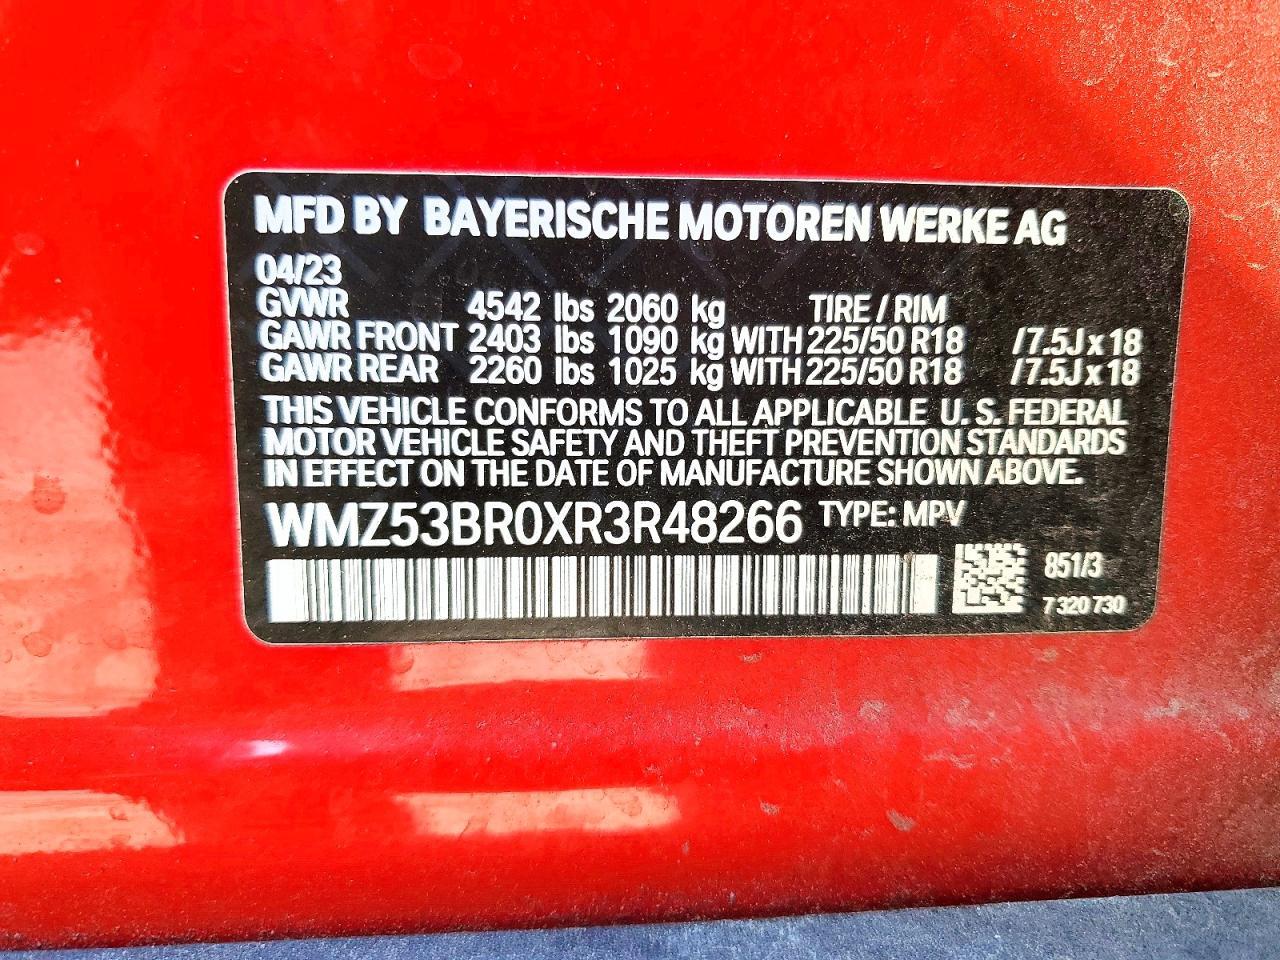 MFD BY BAYERISCHE MOTOREN WERKE AG
04/23
GVWR 4542 lbs 2060 kg TIRE / RIM
GAWR FRONT 2403 lbs 1090 kg WITH 225/50 R18 /7.5J x 18
GAWR REAR 2260 lbs 1025 kg WITH 225/50 R18 /7.5J x 18
THIS VEHICLE CONFORMS TO ALL APPLICABLE U. S. FEDERAL
MOTOR VEHICLE SAFETY AND THEFT PREVENTION STANDARDS
IN EFFECT ON THE DATE OF MANUFACTURE SHOWN ABOVE.
WMZ53BR0XR3R48266 TYPE: MPV
851/3
7 320 730